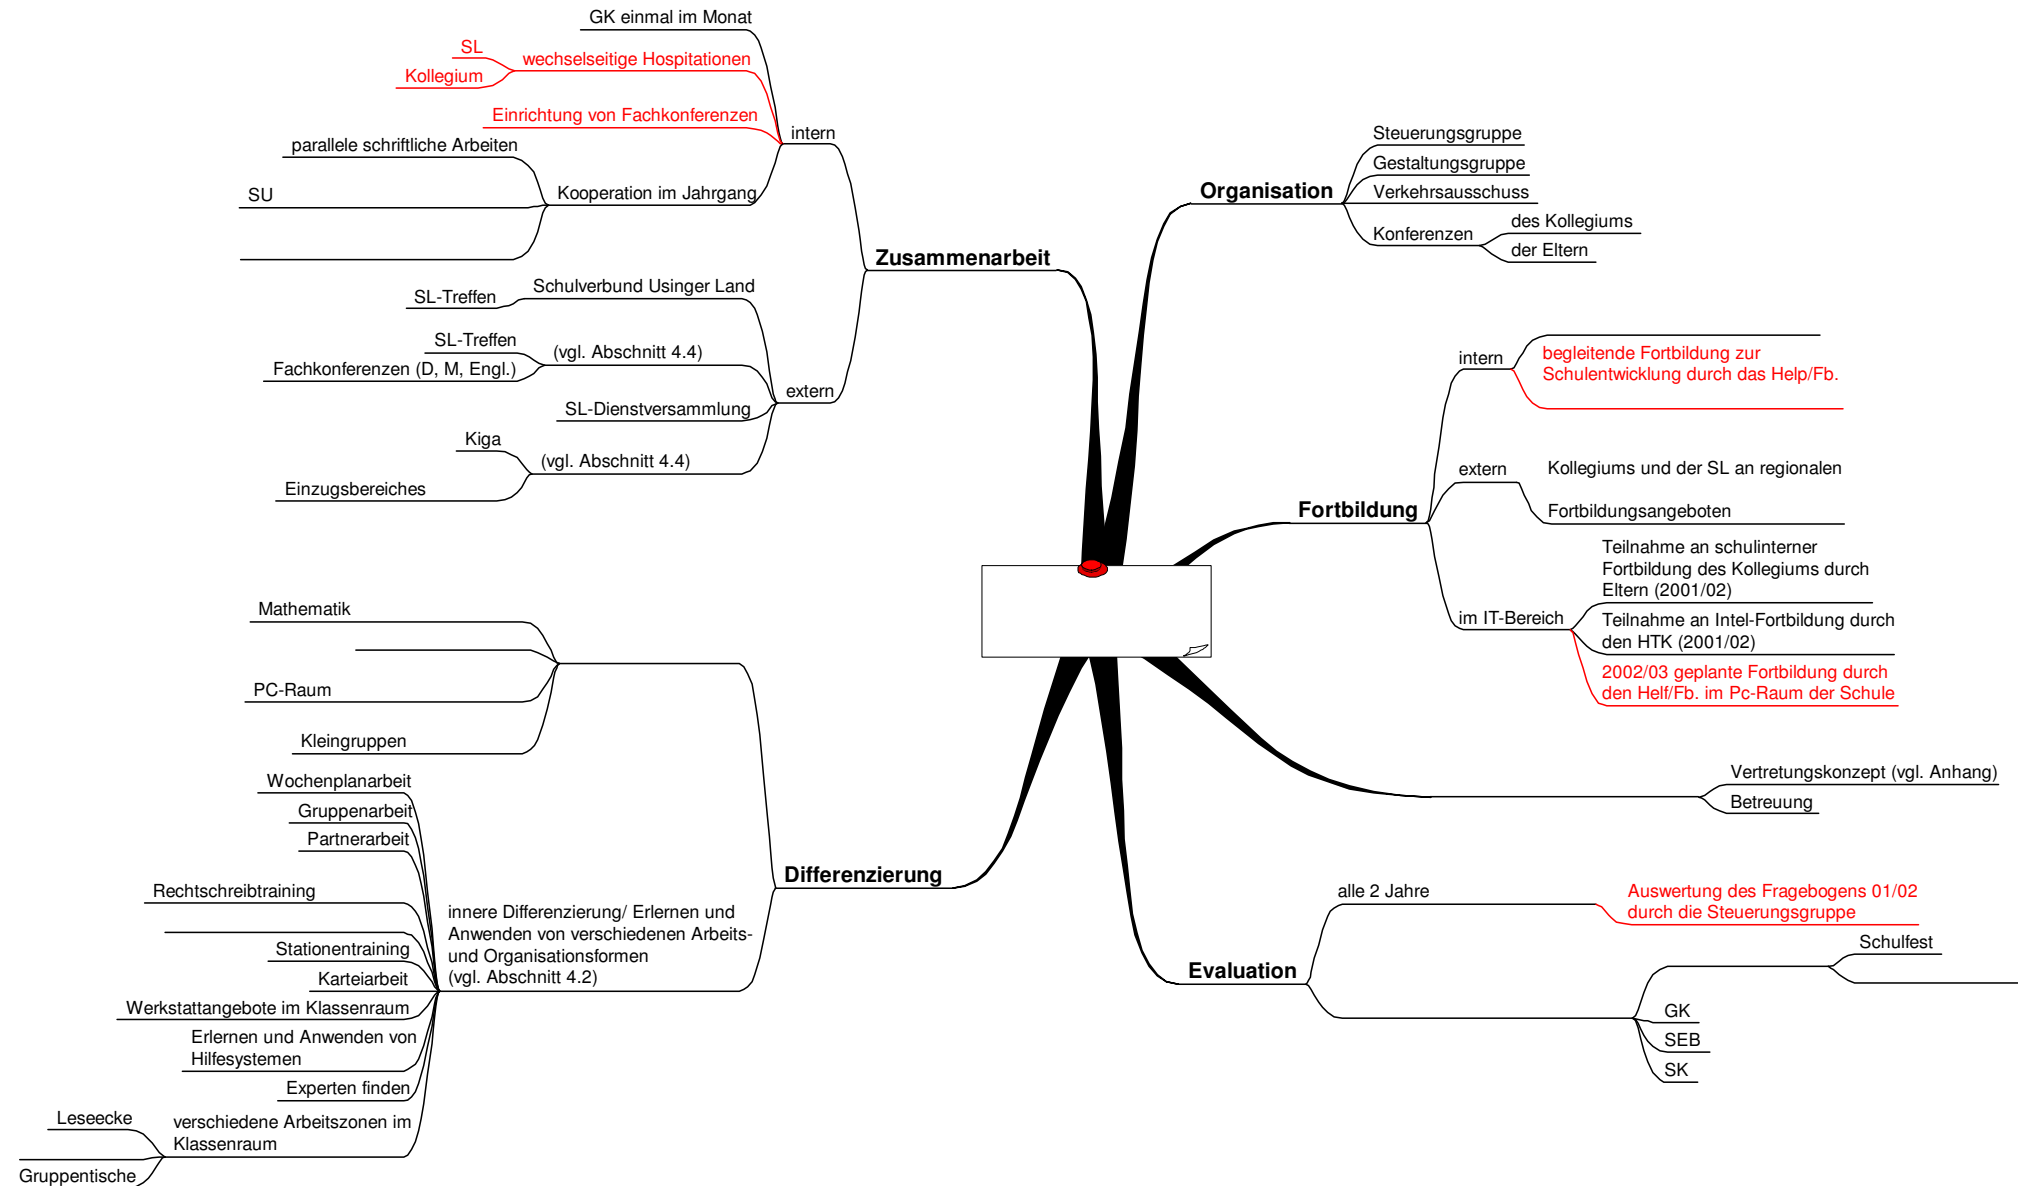 GK einmal im Monat
SL
wechselseitige Hospitationen
Kollegium
Einrichtung von Fachkonferenzen
intern
parallele schriftliche Arbeiten
SU
Kooperation im Jahrgang
Zusammenarbeit
SL-Treffen
Schulverbund Usinger Land
SL-Treffen
(vgl. Abschnitt 4.4)
Fachkonferenzen (D, M, Engl.)
extern
SL-Dienstversammlung
Kiga
(vgl. Abschnitt 4.4)
Einzugsbereiches
Organisation
Steuerungsgruppe
Gestaltungsgruppe
Verkehrsausschuss
Konferenzen
des Kollegiums
der Eltern
Fortbildung
intern
begleitende Fortbildung zur
Schulentwicklung durch das Help/Fb.
extern
Kollegiums und der SL an regionalen
Fortbildungsangeboten
im IT-Bereich
Teilnahme an schulinterner
Fortbildung des Kollegiums durch
Eltern (2001/02)
Teilnahme an Intel-Fortbildung durch
den HTK (2001/02)
2002/03 geplante Fortbildung durch
den Helf/Fb. im Pc-Raum der Schule
Vertretungskonzept (vgl. Anhang)
Betreuung
Evaluation
alle 2 Jahre
Auswertung des Fragebogens 01/02
durch die Steuerungsgruppe
Schulfest
GK
SEB
SK
Differenzierung
Mathematik
PC-Raum
Kleingruppen
innere Differenzierung/ Erlernen und
Anwenden von verschiedenen Arbeits-
und Organisationsformen
(vgl. Abschnitt 4.2)
Wochenplanarbeit
Gruppenarbeit
Partnerarbeit
Rechtschreibtraining
Stationentraining
Karteiarbeit
Werkstattangebote im Klassenraum
Erlernen und Anwenden von
Hilfesystemen
Experten finden
verschiedene Arbeitszonen im
Klassenraum
Leseecke
Gruppentische